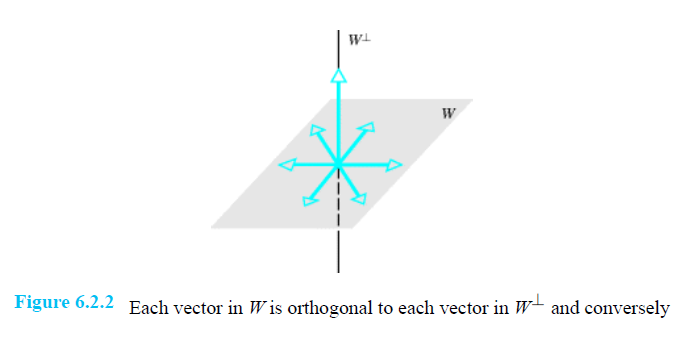 W⊥
W
Figure 6.2.2 Each vector in W is orthogonal to each vector in W⊥ and conversely